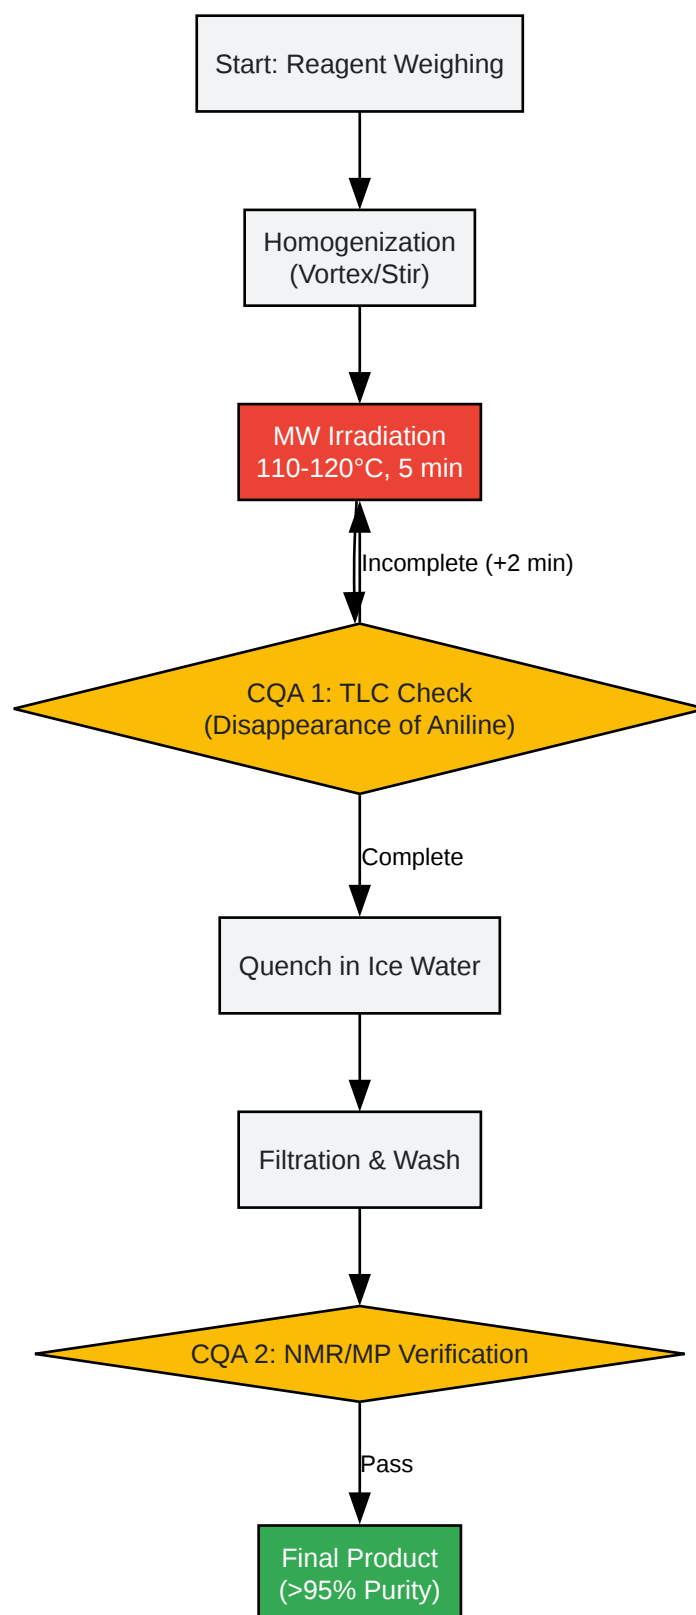 Start: Reagent Weighing
Homogenization
(Vortex/Stir)
MW Irradiation
110-120°C, 5 min
Incomplete (+2 min)
CQA 1: TLC Check
(Disappearance of Aniline)
Complete
Quench in Ice Water
Filtration & Wash
CQA 2: NMR/MP Verification
Pass
Final Product
(>95% Purity)